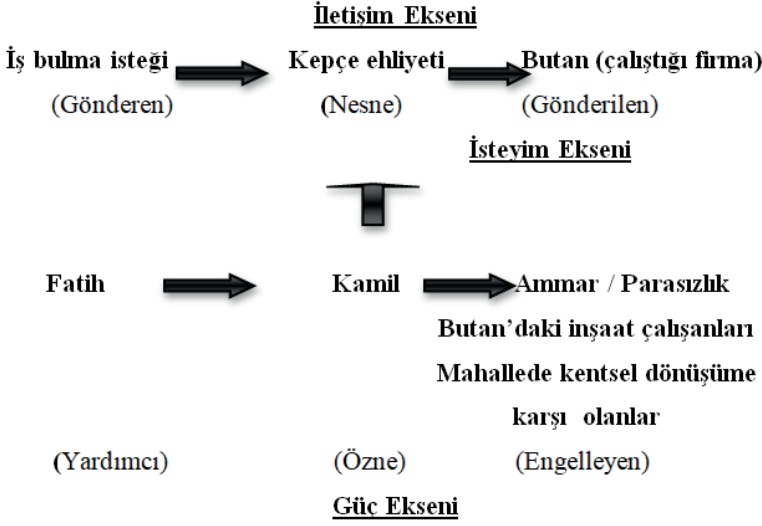 İletişim Ekseni
İş bulma isteği Kepçe ehliyeti Butan (çalıştığı firma)
(Gönderen) (Nesne) (Gönderilen)
İsteyim Ekseni
Fatih Kamil Ammar / Parasızlık
Butan’daki inşaat çalışanları
Mahallede kentsel dönüşüme
karşı olanlar
(Yardımcı) (Özne) (Engelleyen)
Güç Ekseni